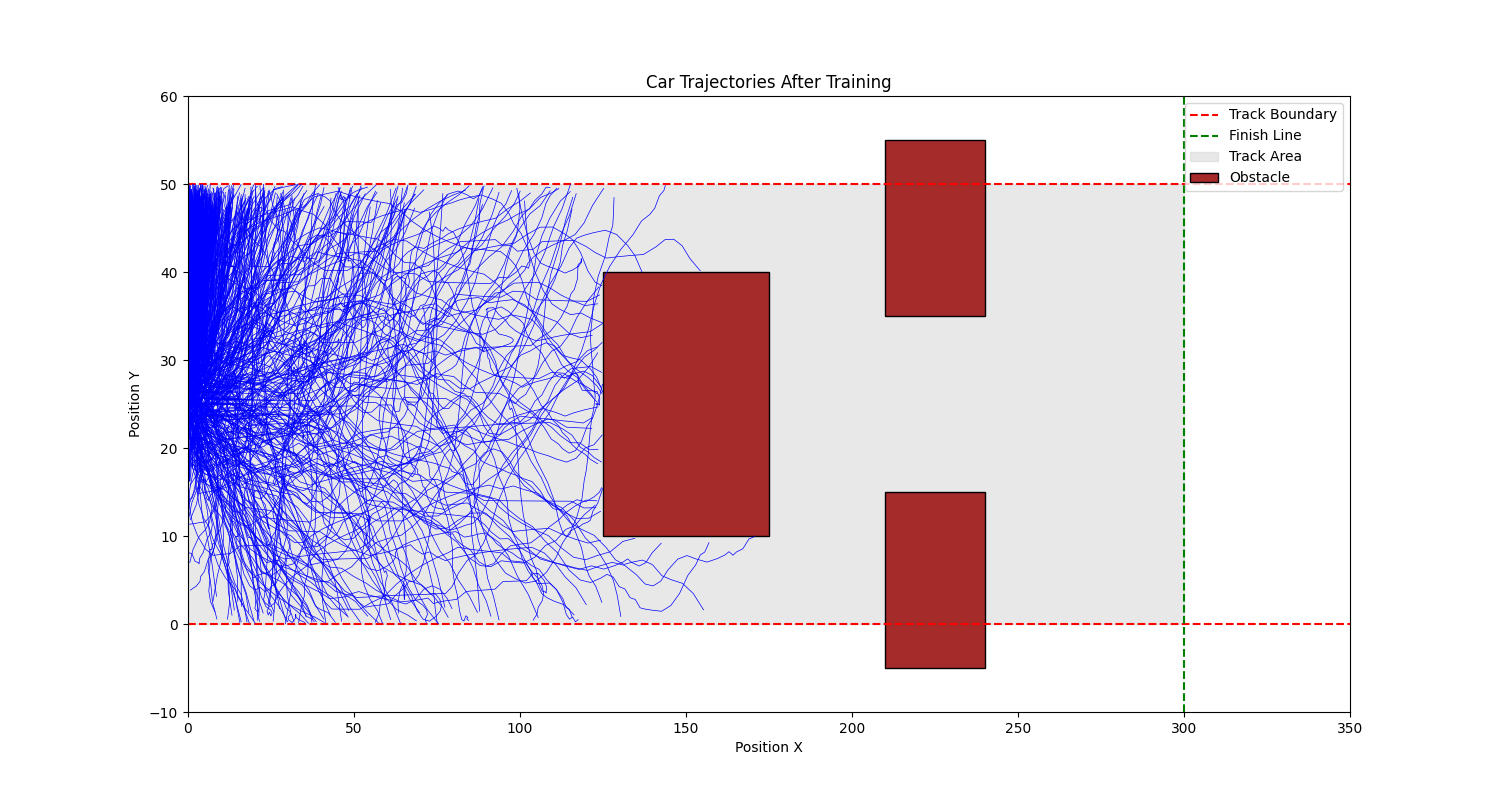 Car Trajectories After Training
60
50
40
30
20
10
0
−10
Position Y
0
50
100
150
200
250
300
350
Position X
Track Boundary
Finish Line
Track Area
Obstacle